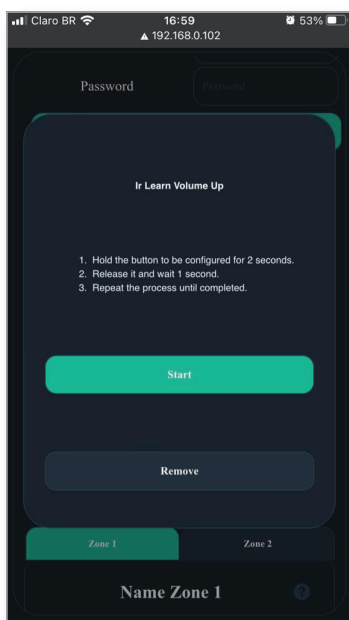 Claro BR
16:59
53%
192.168.0.102
Password
Password
Ir Learn Volume Up
1. Hold the button to be configured for 2 seconds.
2. Release it and wait 1 second.
3. Repeat the process until completed.
Start
Remove
Zone 1
Zone 2
Name Zone 1
?